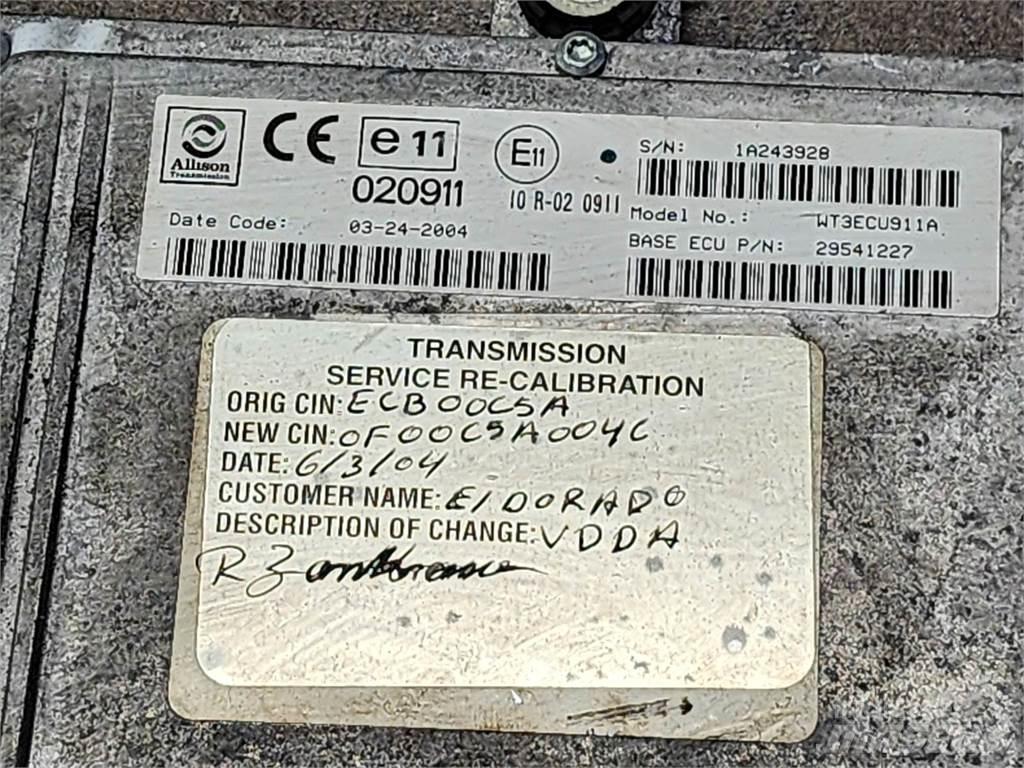 Allison
Transmission
CE
e 11
020911
E11
10 R-02 0911
S/N: 1A243928
Model No.: WT3ECU911A
BASE ECU P/N: 29541227
Date Code: 03-24-2004
TRANSMISSION
SERVICE RE-CALIBRATION
ORIG CIN: ECB00C5A
NEW CIN: 0F00C5A004C
DATE: 6/3/04
CUSTOMER NAME: ElDORADO
DESCRIPTION OF CHANGE: VDDA